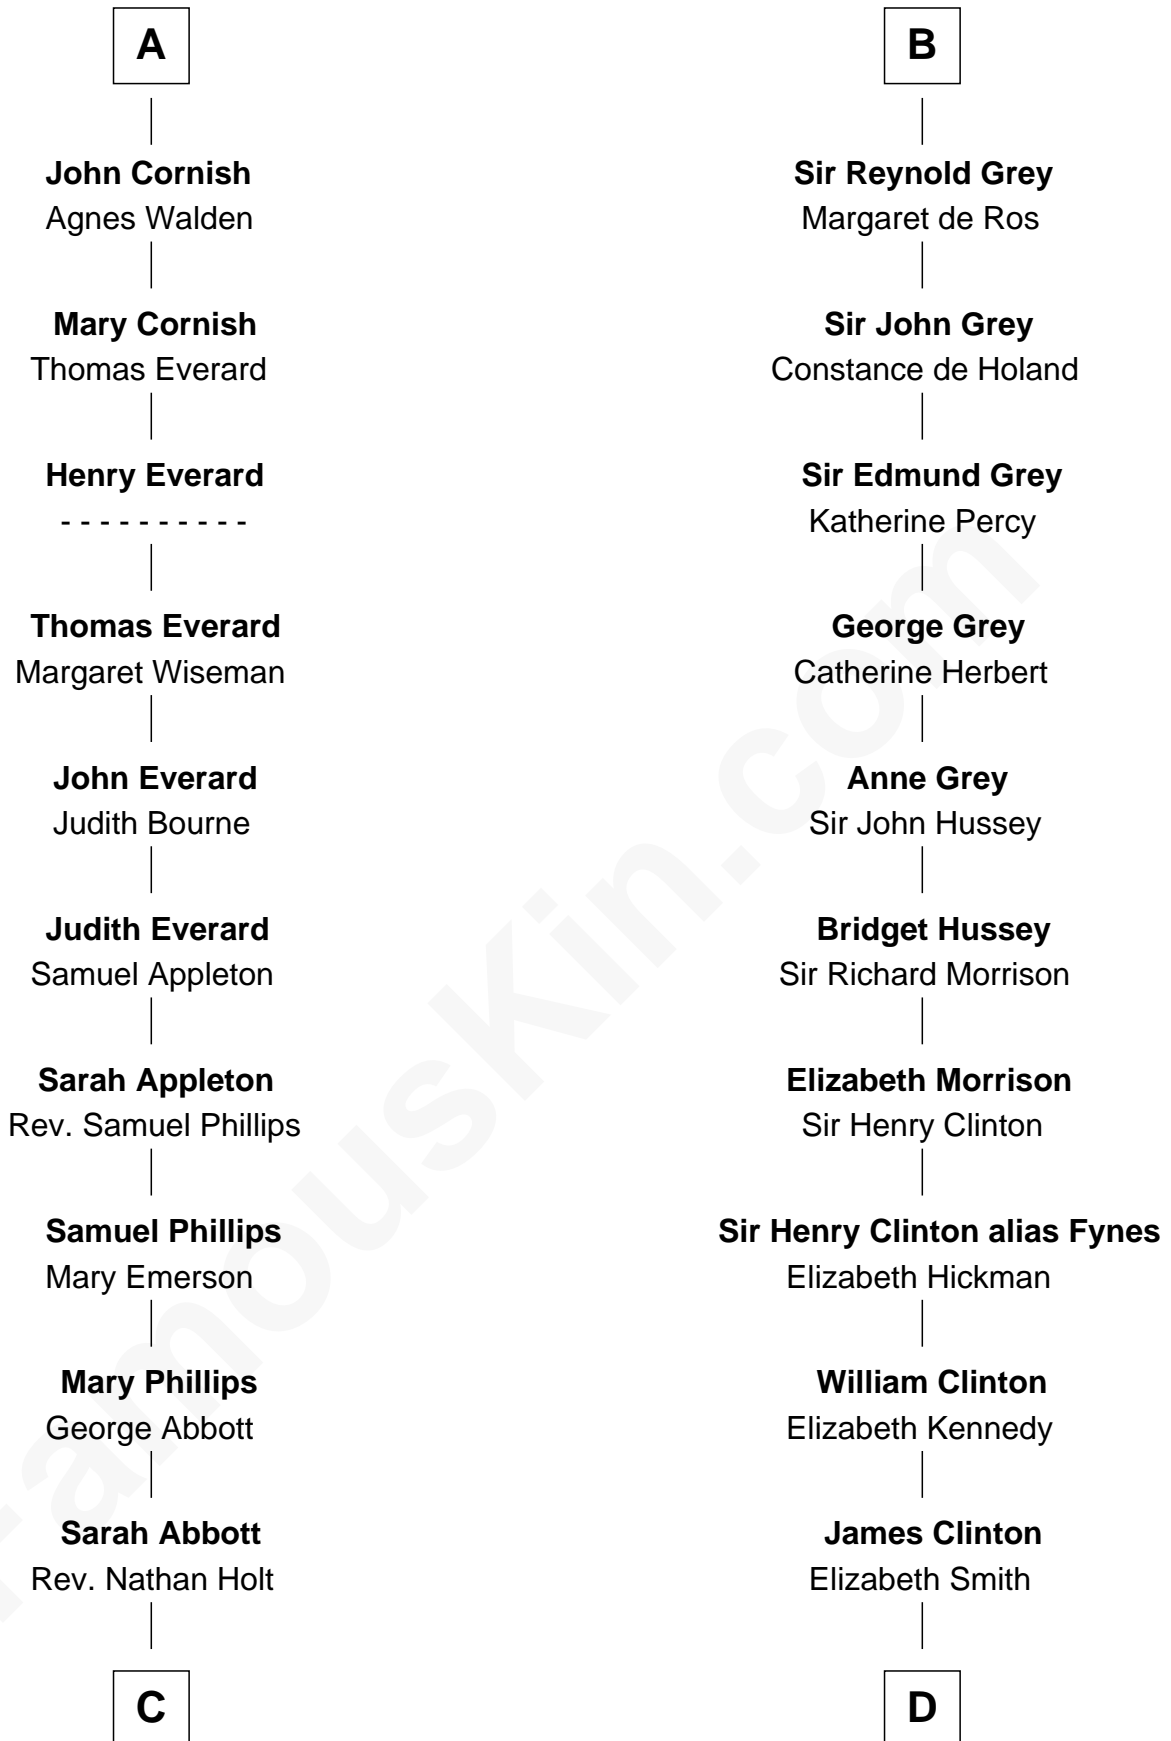 A
John Cornish
Agnes Walden
Mary Cornish
Thomas Everard
Henry Everard
- - - - - - - - - -
Thomas Everard
Margaret Wiseman
John Everard
Judith Bourne
Judith Everard
Samuel Appleton
Sarah Appleton
Rev. Samuel Phillips
Samuel Phillips
Mary Emerson
Mary Phillips
George Abbott
Sarah Abbott
Rev. Nathan Holt
C
B
Sir Reynold Grey
Margaret de Ros
Sir John Grey
Constance de Holand
Sir Edmund Grey
Katherine Percy
George Grey
Catherine Herbert
Anne Grey
Sir John Hussey
Bridget Hussey
Sir Richard Morrison
Elizabeth Morrison
Sir Henry Clinton
Sir Henry Clinton alias Fynes
Elizabeth Hickman
William Clinton
Elizabeth Kennedy
James Clinton
Elizabeth Smith
D
FamousKin.com